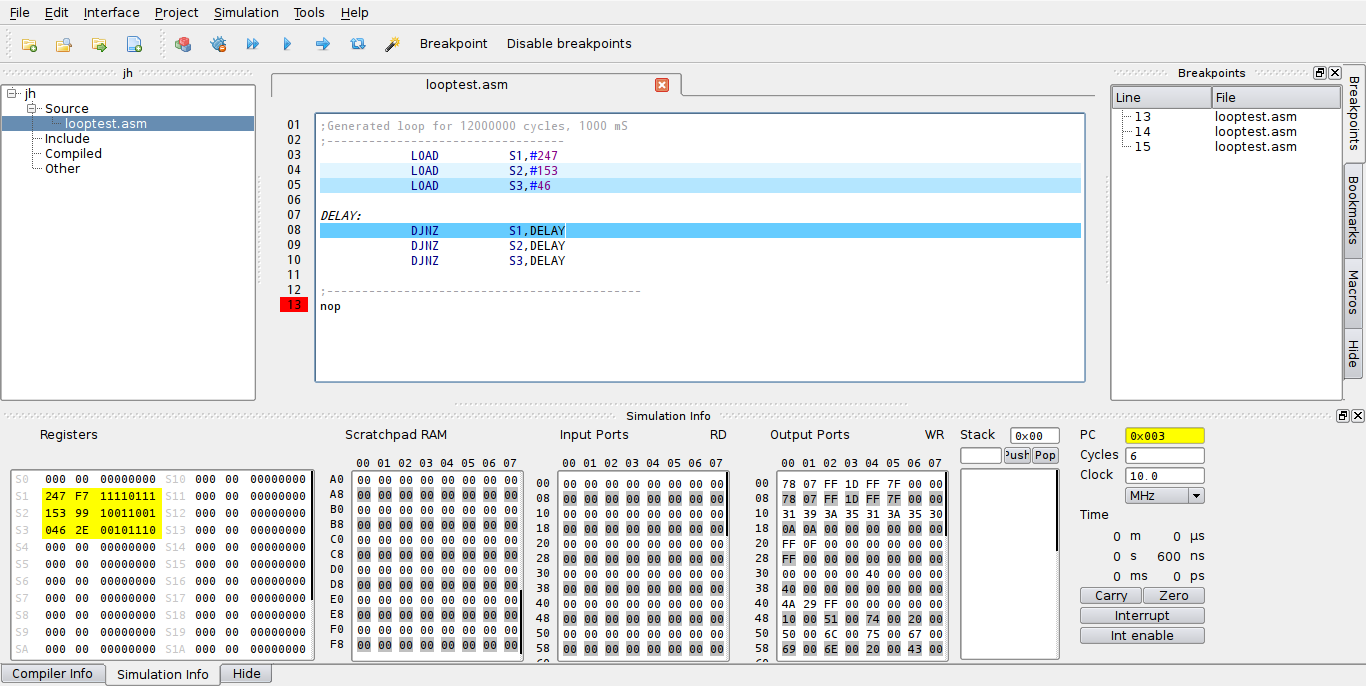 File Edit Interface Project Simulation Tools Help
Breakpoint Disable breakpoints
jh
jh
Source
looptest.asm
Include
Compiled
Other
looptest.asm
01 ;Generated loop for 12000000 cycles, 1000 mS
02 ;----------------------------------
03 LOAD S1,#247
04 LOAD S2,#153
05 LOAD S3,#46
06
07 DELAY:
08 DJNZ S1,DELAY
09 DJNZ S2,DELAY
10 DJNZ S3,DELAY
11
12 ;---------------------------------------------
13 nop
Breakpoints
Line File
13 looptest.asm
14 looptest.asm
15 looptest.asm
Breakpoints
Bookmarks
Macros
Hide
Simulation Info
Registers
S0 000 00 00000000 S10 000 00 00000000
S1 247 F7 11110111 S11 000 00 00000000
S2 153 99 10011001 S12 000 00 00000000
S3 046 2E 00101110 S13 000 00 00000000
S4 000 00 00000000 S14 000 00 00000000
S5 000 00 00000000 S15 000 00 00000000
S6 000 00 00000000 S16 000 00 00000000
S7 000 00 00000000 S17 000 00 00000000
S8 000 00 00000000 S18 000 00 00000000
S9 000 00 00000000 S19 000 00 00000000
SA 000 00 00000000 S1A 000 00 00000000
Scratchpad RAM
00 01 02 03 04 05 06 07
A0 00 00 00 00 00 00 00 00
A8 00 00 00 00 00 00 00 00
B0 00 00 00 00 00 00 00 00
B8 00 00 00 00 00 00 00 00
C0 00 00 00 00 00 00 00 00
C8 00 00 00 00 00 00 00 00
D0 00 00 00 00 00 00 00 00
D8 00 00 00 00 00 00 00 00
E0 00 00 00 00 00 00 00 00
E8 00 00 00 00 00 00 00 00
F0 00 00 00 00 00 00 00 00
F8 00 00 00 00 00 00 00 00
Input Ports RD
00 01 02 03 04 05 06 07
00 00 00 00 00 00 00 00 00
08 00 00 00 00 00 00 00 00
10 00 00 00 00 00 00 00 00
18 00 00 00 00 00 00 00 00
20 00 00 00 00 00 00 00 00
28 00 00 00 00 00 00 00 00
30 00 00 00 00 00 00 00 00
38 00 00 00 00 00 00 00 00
40 00 00 00 00 00 00 00 00
48 00 00 00 00 00 00 00 00
50 00 00 00 00 00 00 00 00
58 00 00 00 00 00 00 00 00
Output Ports WR
00 01 02 03 04 05 06 07
00 78 07 FF 1D FF 7F 00 00
08 78 07 FF 1D FF 7F 00 00
10 31 39 3A 35 31 3A 35 30
18 0A 0A 00 00 00 00 00 00
20 FF 0F 00 00 00 00 00 00
28 FF 00 00 00 00 00 00 00
30 00 00 00 00 40 00 00 00
38 40 00 00 00 00 00 00 00
40 4A 29 FF 00 00 00 00 00
48 10 00 51 00 74 00 20 00
50 50 00 6C 00 75 00 67 00
58 69 00 6E 00 20 00 43 00
Stack 0x00
Push Pop
PC 0x003
Cycles 6
Clock 10.0
MHz
Time
0 m 0 µs
0 s 600 ns
0 ms 0 ps
Carry Zero
Interrupt
Int enable
Compiler Info Simulation Info Hide